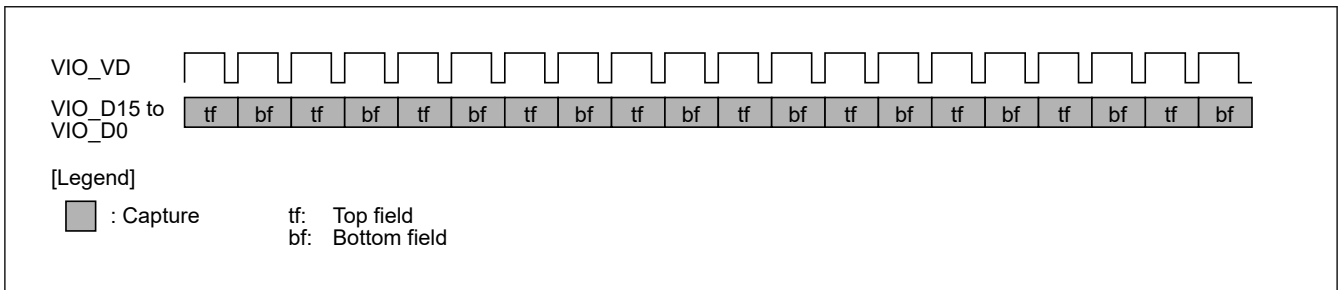 VIO_VD
VIO_D15 to
VIO_D0
tf bf tf bf tf bf tf bf tf bf tf bf tf bf tf bf tf bf tf bf
[Legend]
: Capture tf: Top field
bf: Bottom field